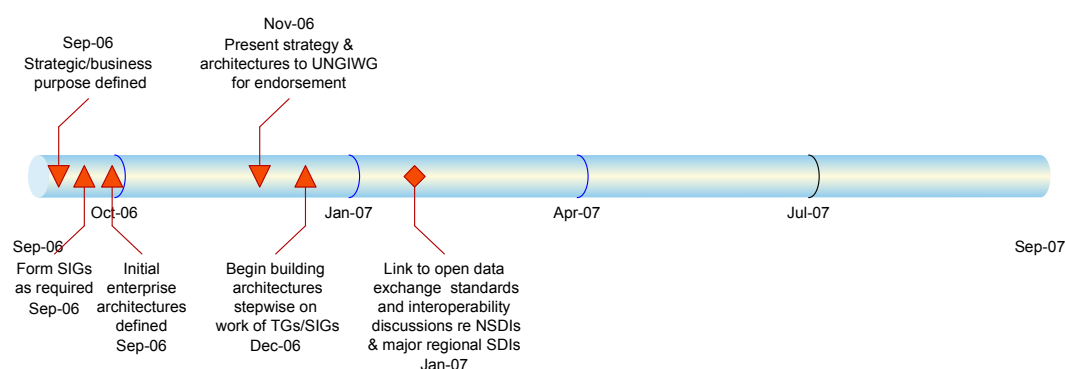 Nov-06
Present strategy &
architectures to UNGIWG
for endorsement
Sep-06
Strategic/business
purpose defined
Oct-06
Jan-07
Apr-07
Jul-07
Sep-06
Sep-07
Form SIGs
as required
Sep-06
Initial
enterprise
architectures
defined
Sep-06
Begin building
architectures
stepwise on
work of TGs/SIGs
Dec-06
Link to open data
exchange standards
and interoperability
discussions re NSDIs
& major regional SDIs
Jan-07